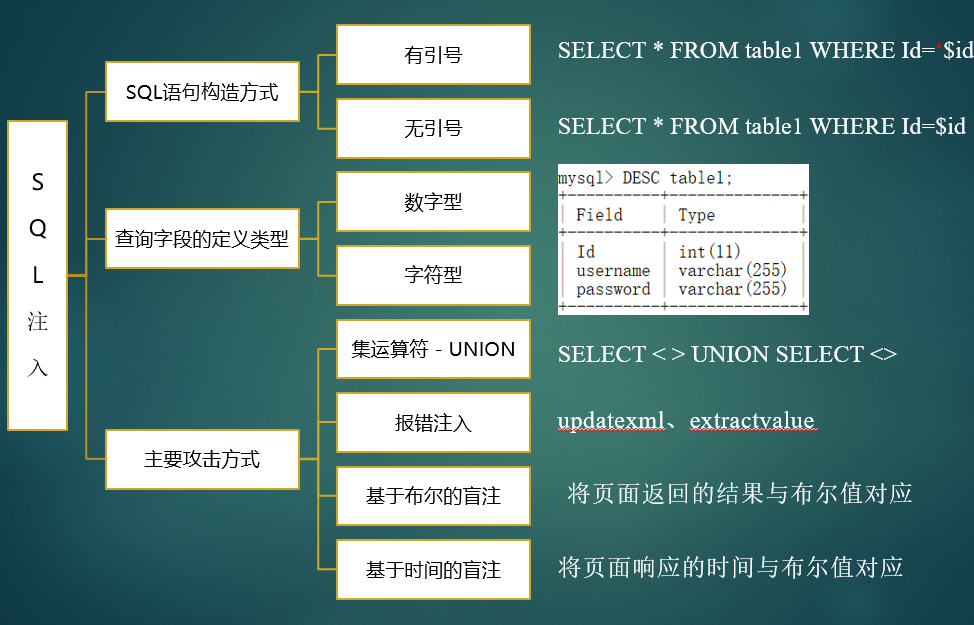 SQL注入
SQL语句构造方式
有引号
SELECT * FROM table1 WHERE Id='$id
无引号
SELECT * FROM table1 WHERE Id=$id
查询字段的定义类型
数字型
字符型
mysql> DESC table1;
Field | Type
Id | int(11)
username | varchar(255)
password | varchar(255)
主要攻击方式
集运算符 - UNION
SELECT < > UNION SELECT <>
报错注入
updatexml、extractvalue
基于布尔的盲注
将页面返回的结果与布尔值对应
基于时间的盲注
将页面响应的时间与布尔值对应